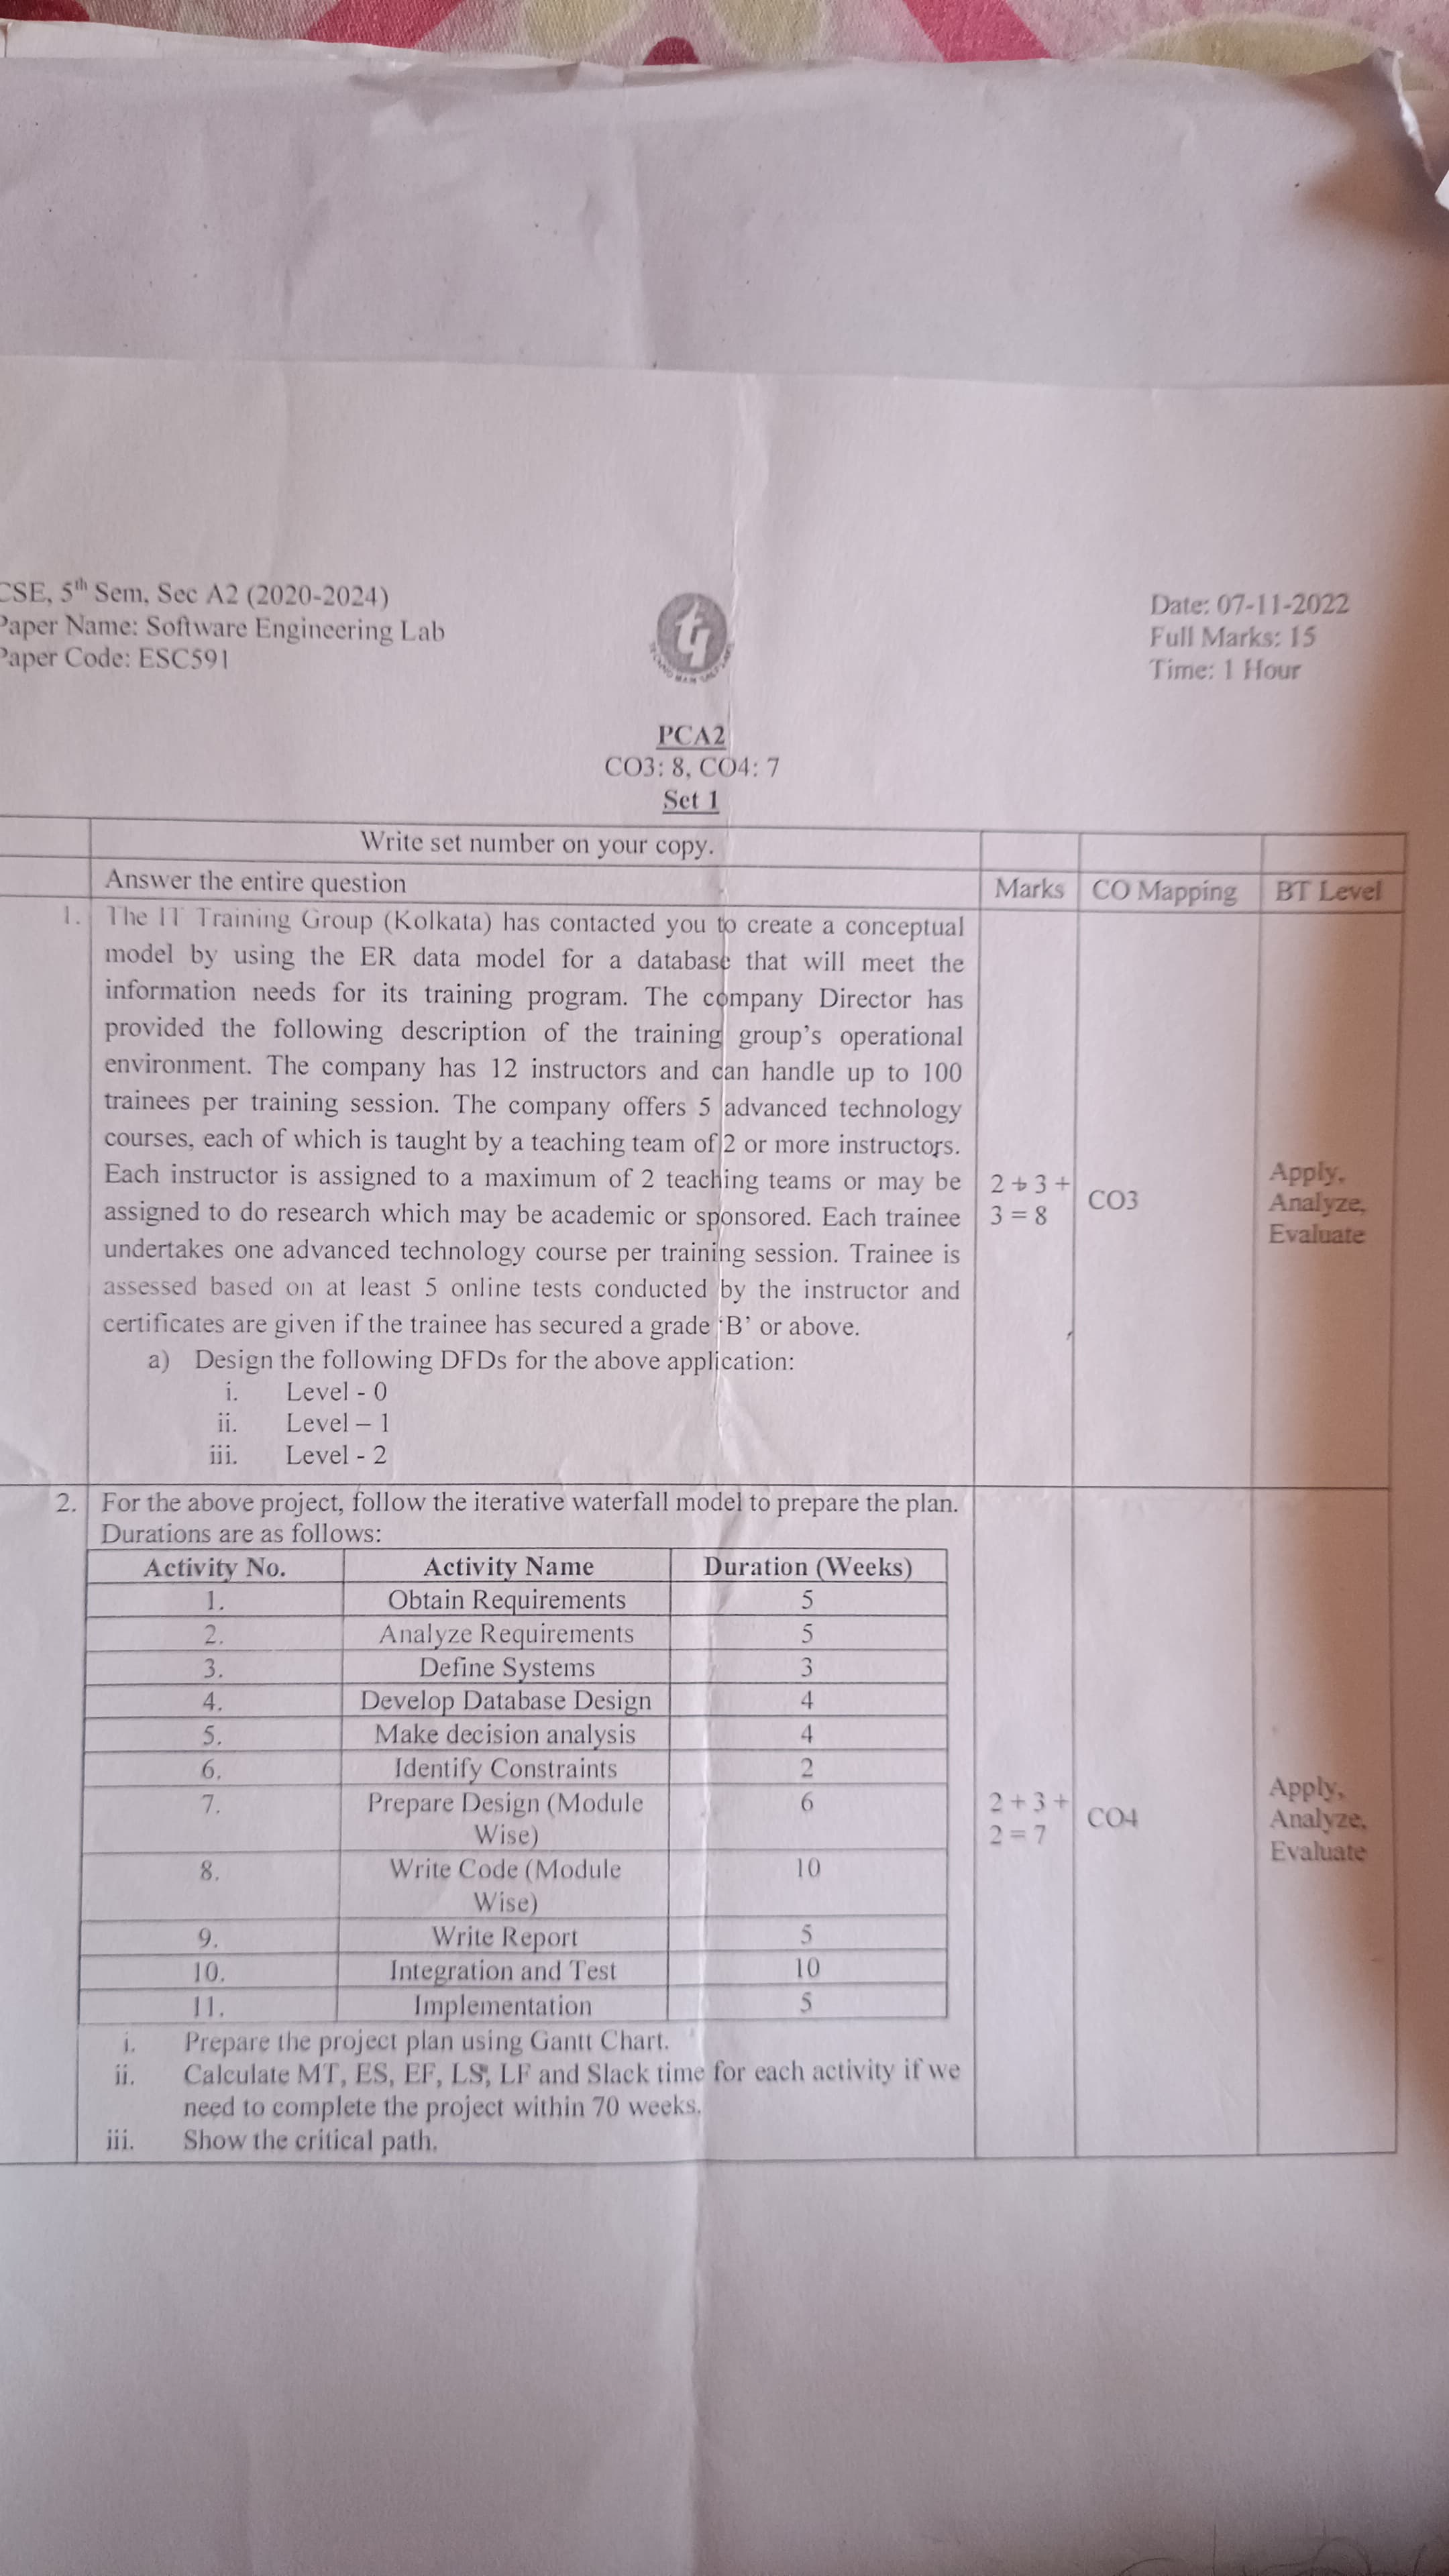 CSE, 5th Sem, Sec A2 (2020-2024)
Paper Name: Software Engineering Lab
Paper Code: ESC591
Date: 07-11-2022
Full Marks: 15
Time: 1 Hour
PCA2
CO3: 8, CO4: 7
Set 1
Write set number on your copy.
Answer the entire question Marks CO Mapping BT Level
1. The IT Training Group (Kolkata) has contacted you to create a conceptual
model by using the ER data model for a database that will meet the
information needs for its training program. The company Director has
provided the following description of the training group's operational
environment. The company has 12 instructors and can handle up to 100
trainees per training session. The company offers 5 advanced technology
courses, each of which is taught by a teaching team of 2 or more instructors.
Each instructor is assigned to a maximum of 2 teaching teams or may be
assigned to do research which may be academic or sponsored. Each trainee
undertakes one advanced technology course per training session. Trainee is
assessed based on at least 5 online tests conducted by the instructor and
certificates are given if the trainee has secured a grade 'B' or above.
a) Design the following DFDs for the above application:
i. Level - 0
ii. Level – 1
iii. Level - 2
2 + 3 +
3 = 8
CO3
Apply,
Analyze,
Evaluate
2. For the above project, follow the iterative waterfall model to prepare the plan.
Durations are as follows:
Activity No. Activity Name Duration (Weeks)
1. Obtain Requirements 5
2. Analyze Requirements 5
3. Define Systems 3
4. Develop Database Design 4
5. Make decision analysis 4
6. Identify Constraints 2
7. Prepare Design (Module 6
Wise)
8. Write Code (Module 10
Wise)
9. Write Report 5
10. Integration and Test 10
11. Implementation 5
i. Prepare the project plan using Gantt Chart.
ii. Calculate MT, ES, EF, LS, LF and Slack time for each activity if we
need to complete the project within 70 weeks.
iii. Show the critical path.
2 + 3 +
2 = 7
CO4
Apply,
Analyze,
Evaluate